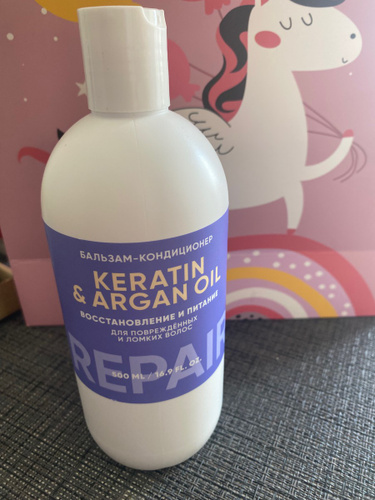 БАЛЬЗАМ-КОНДИЦИОНЕР
KERATIN
& ARGAN OIL
ВОССТАНОВЛЕНИЕ И ПИТАНИЕ
ДЛЯ ПОВРЕЖДЁННЫХ
И ЛОМКИХ ВОЛОС
REPAIR
500 ML / 16.9 FL. OZ.